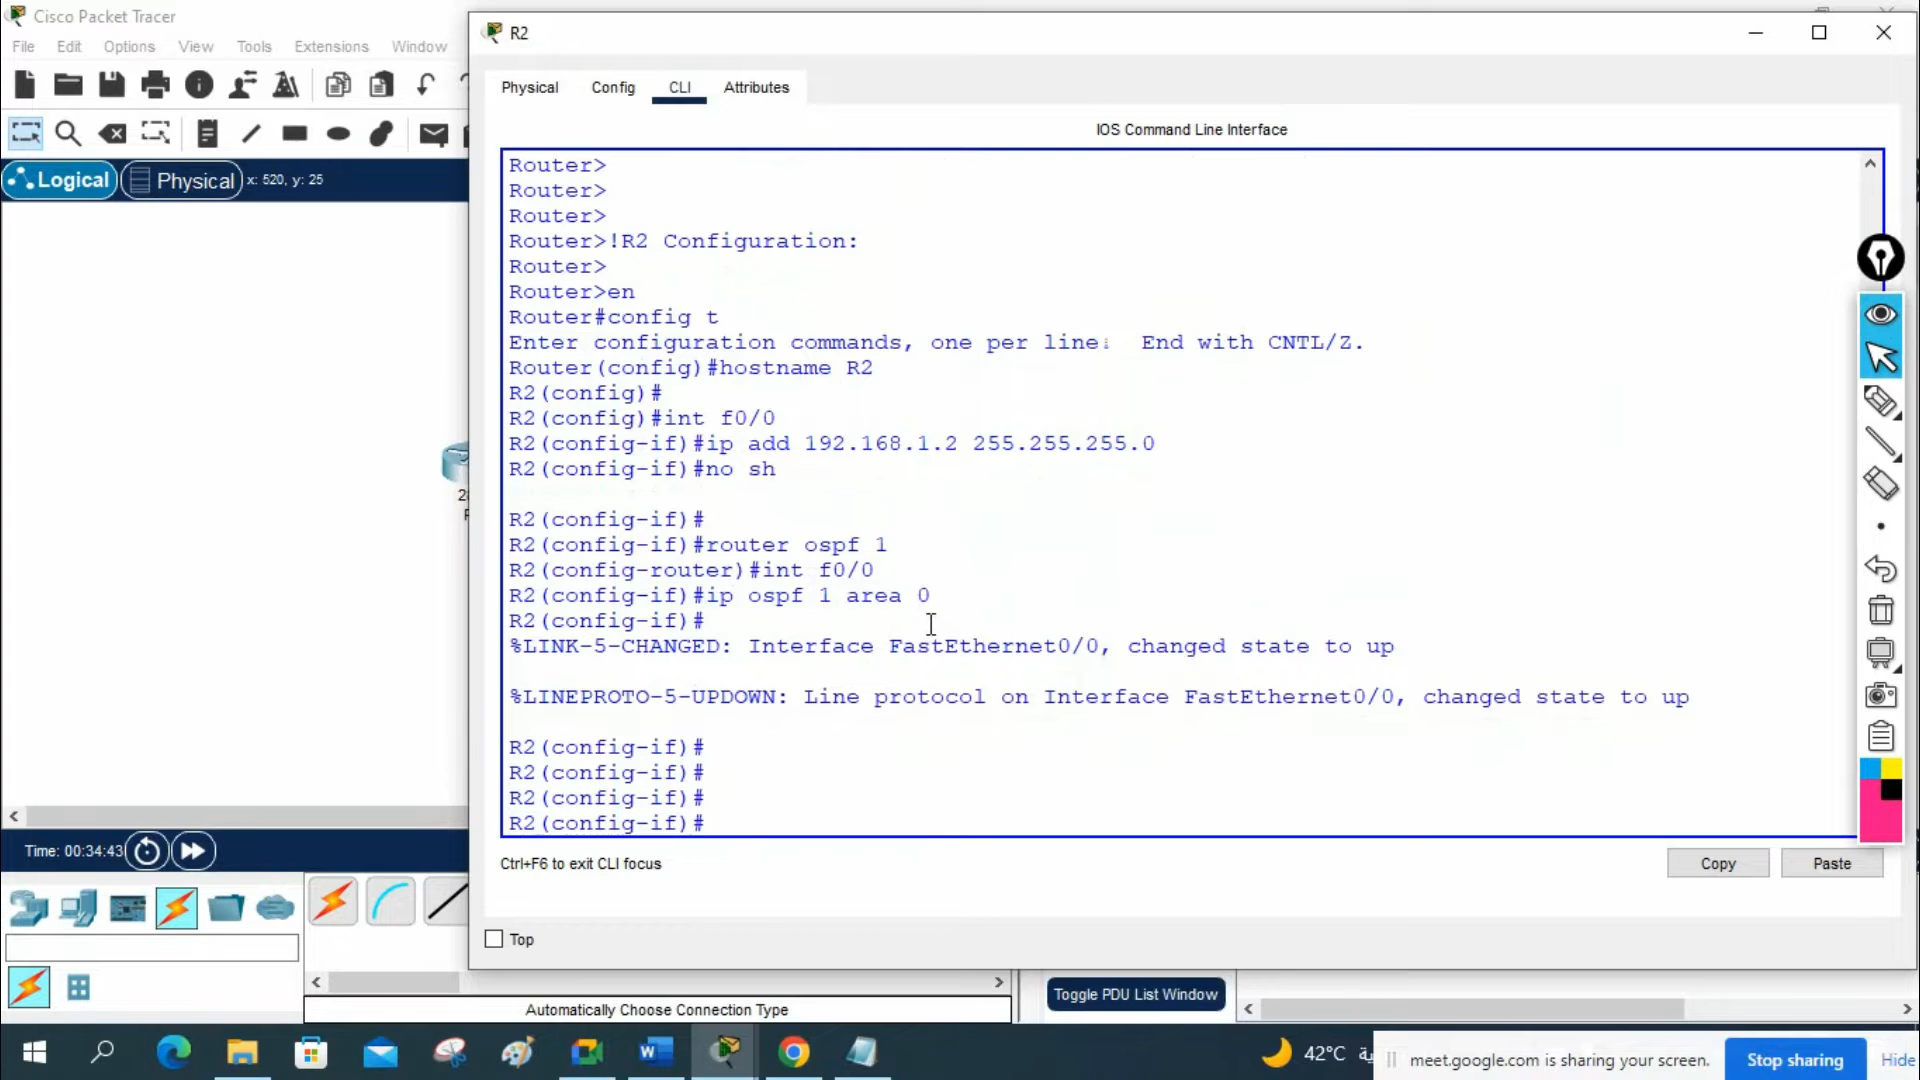 Cisco Packet Tracer
File Edit Options View Tools Extensions Window
Logical Physical x: 520, y: 25
R2
Physical Config CLI Attributes
IOS Command Line Interface
Router>
Router>
Router>
Router>!R2 Configuration:
Router>
Router>en
Router#config t
Enter configuration commands, one per line. End with CNTL/Z.
Router(config)#hostname R2
R2(config)#
R2(config)#int f0/0
R2(config-if)#ip add 192.168.1.2 255.255.255.0
R2(config-if)#no sh
R2(config-if)#
R2(config-if)#router ospf 1
R2(config-router)#int f0/0
R2(config-if)#ip ospf 1 area 0
R2(config-if)#
%LINK-5-CHANGED: Interface FastEthernet0/0, changed state to up
%LINEPROTO-5-UPDOWN: Line protocol on Interface FastEthernet0/0, changed state to up
R2(config-if)#
R2(config-if)#
R2(config-if)#
R2(config-if)#
Ctrl+F6 to exit CLI focus
Copy Paste
Top
Time: 00:34:43
Automatically Choose Connection Type
Toggle PDU List Window
42°C
meet.google.com is sharing your screen.
Stop sharing
Hide